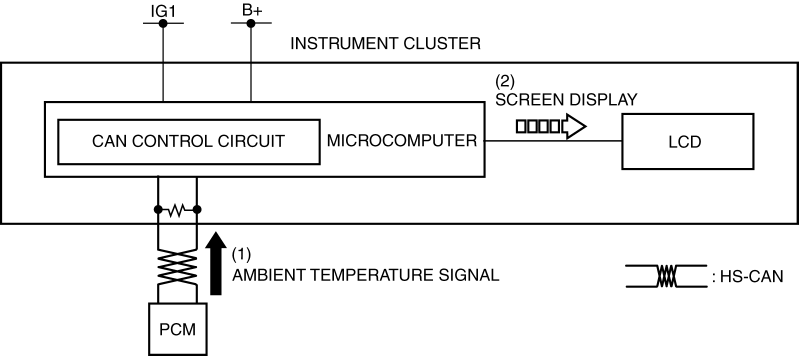 IG1
B+
INSTRUMENT CLUSTER
(2)
SCREEN DISPLAY
CAN CONTROL CIRCUIT
MICROCOMPUTER
LCD
(1)
AMBIENT TEMPERATURE SIGNAL
: HS-CAN
PCM